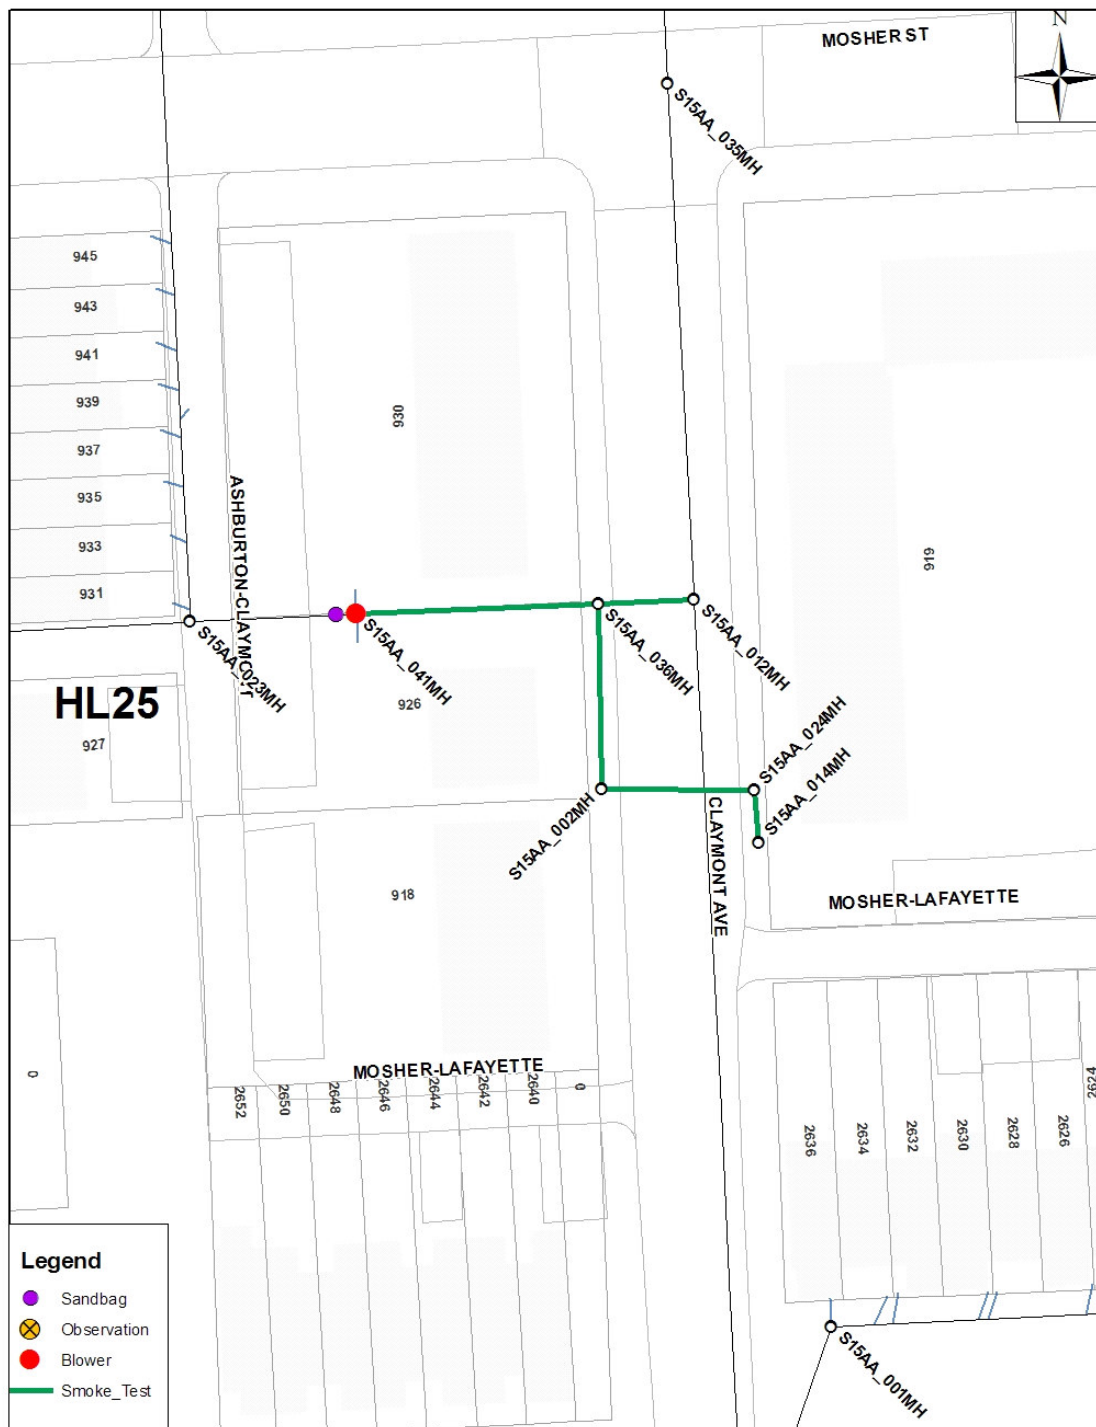 N
MOSHER ST
S15AA_035MH
945
943
941
939
937
935
933
931
930
919
ASHBURTON-CLAYMONT
S15AA_023MH
S15AA_041MH
S15AA_036MH
S15AA_012MH
HL25
927
926
S15AA_024MH
S15AA_014MH
S15AA_002MH
CLAYMONT AVE
918
MOSHER-LAFAYETTE
MOSHER-LAFAYETTE
0
2652
2650
2648
2646
2644
2642
2640
0
2636
2634
2632
2630
2628
2626
2624
S15AA_001MH
Legend
Sandbag
Observation
Blower
Smoke_Test